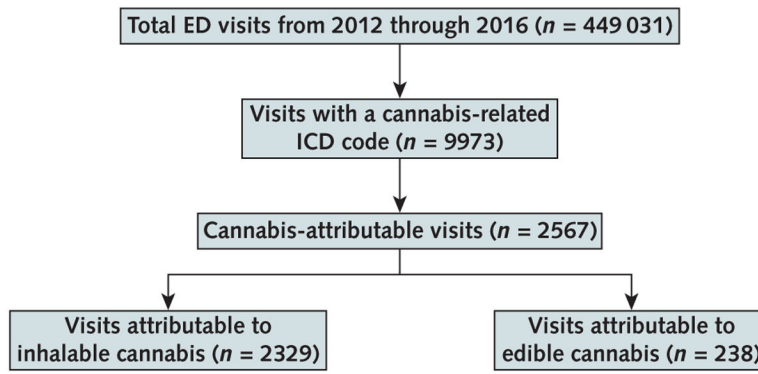 Total ED visits from 2012 through 2016 (n = 449 031)
Visits with a cannabis-related
ICD code (n = 9973)
Cannabis-attributable visits (n = 2567)
Visits attributable to
inhalable cannabis (n = 2329)
Visits attributable to
edible cannabis (n = 238)